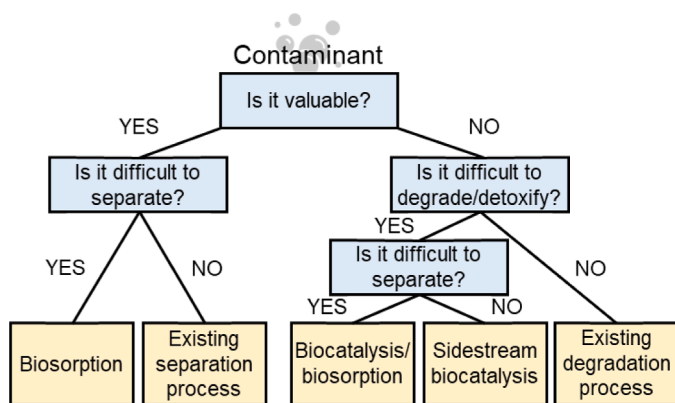 Contaminant
Is it valuable?
YES
NO
Is it difficult to
separate?
Is it difficult to
degrade/detoxify?
YES
Is it difficult to
separate?
YES
NO
NO
YES
NO
Biosorption
Existing
separation
process
Biocatalysis/
biosorption
Sidestream
biocatalysis
Existing
degradation
process